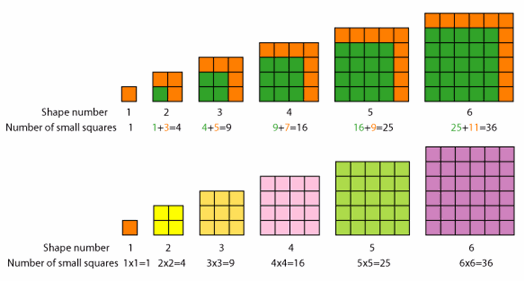 Shape number 1 2 3 4 5 6
Number of small squares 1 1+3=4 4+5=9 9+7=16 16+9=25 25+11=36
Shape number 1 2 3 4 5 6
Number of small squares 1x1=1 2x2=4 3x3=9 4x4=16 5x5=25 6x6=36